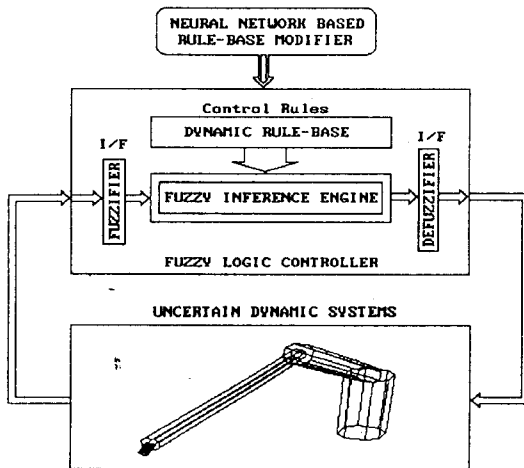 NEURAL NETWORK BASED
RULE-BASE MODIFIER
Control Rules
DYNAMIC RULE-BASE
I/F
I/F
FUZZIFIER
FUZZY INFERENCE ENGINE
DEFUZZIFIER
FUZZY LOGIC CONTROLLER
UNCERTAIN DYNAMIC SYSTEMS